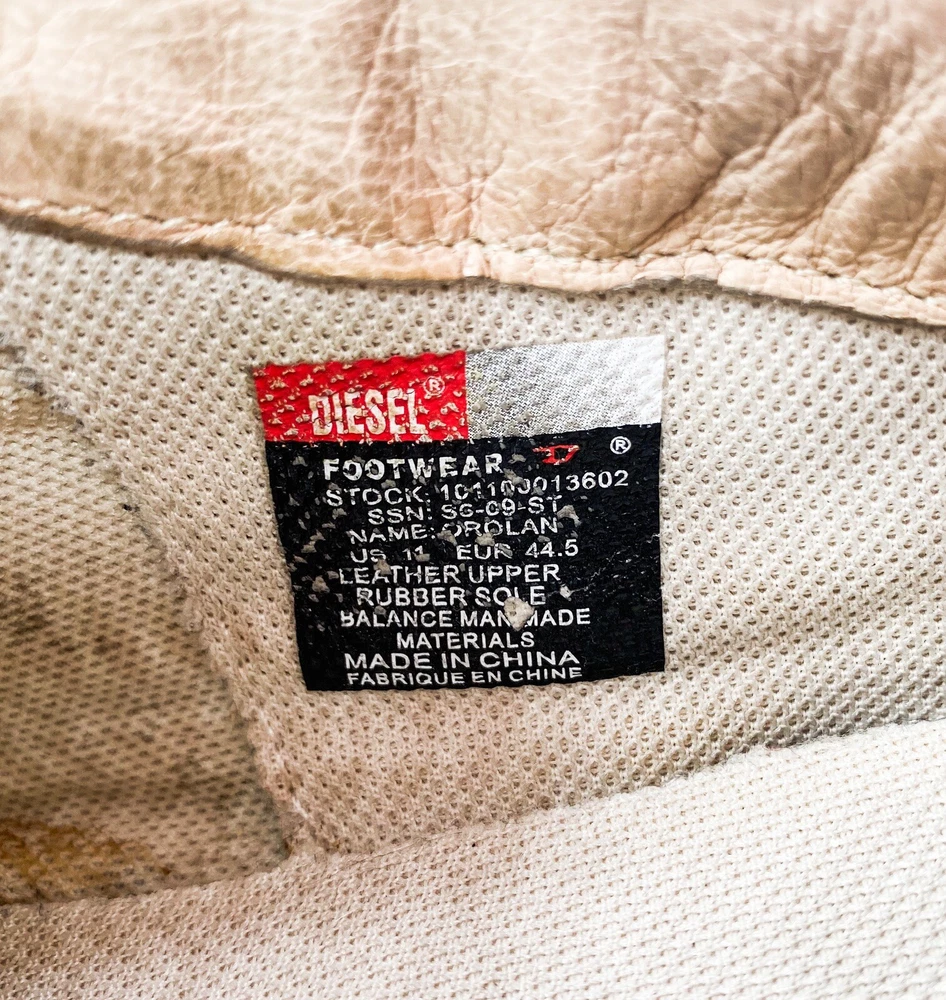 DIESEL®
FOOTWEAR D ®
STOCK: 101100013602
SSN: SS-09-ST
NAME: OROLAN
US 11 EUR 44.5
LEATHER UPPER
RUBBER SOLE
BALANCE MAN MADE
MATERIALS
MADE IN CHINA
FABRIQUE EN CHINE